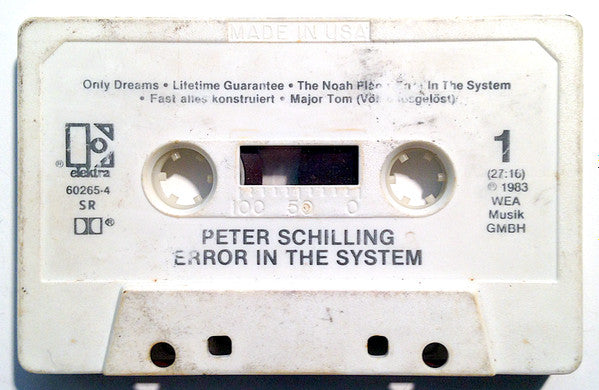 MADE IN USA
Only Dreams • Lifetime Guarantee • The Noah In The System
• Fast alles konstruiert • Major Tom
elektra
60265-4
SR
®
1
(27:16)
℗ 1983
WEA
Musik
GMBH
100 50 0
PETER SCHILLING
ERROR IN THE SYSTEM